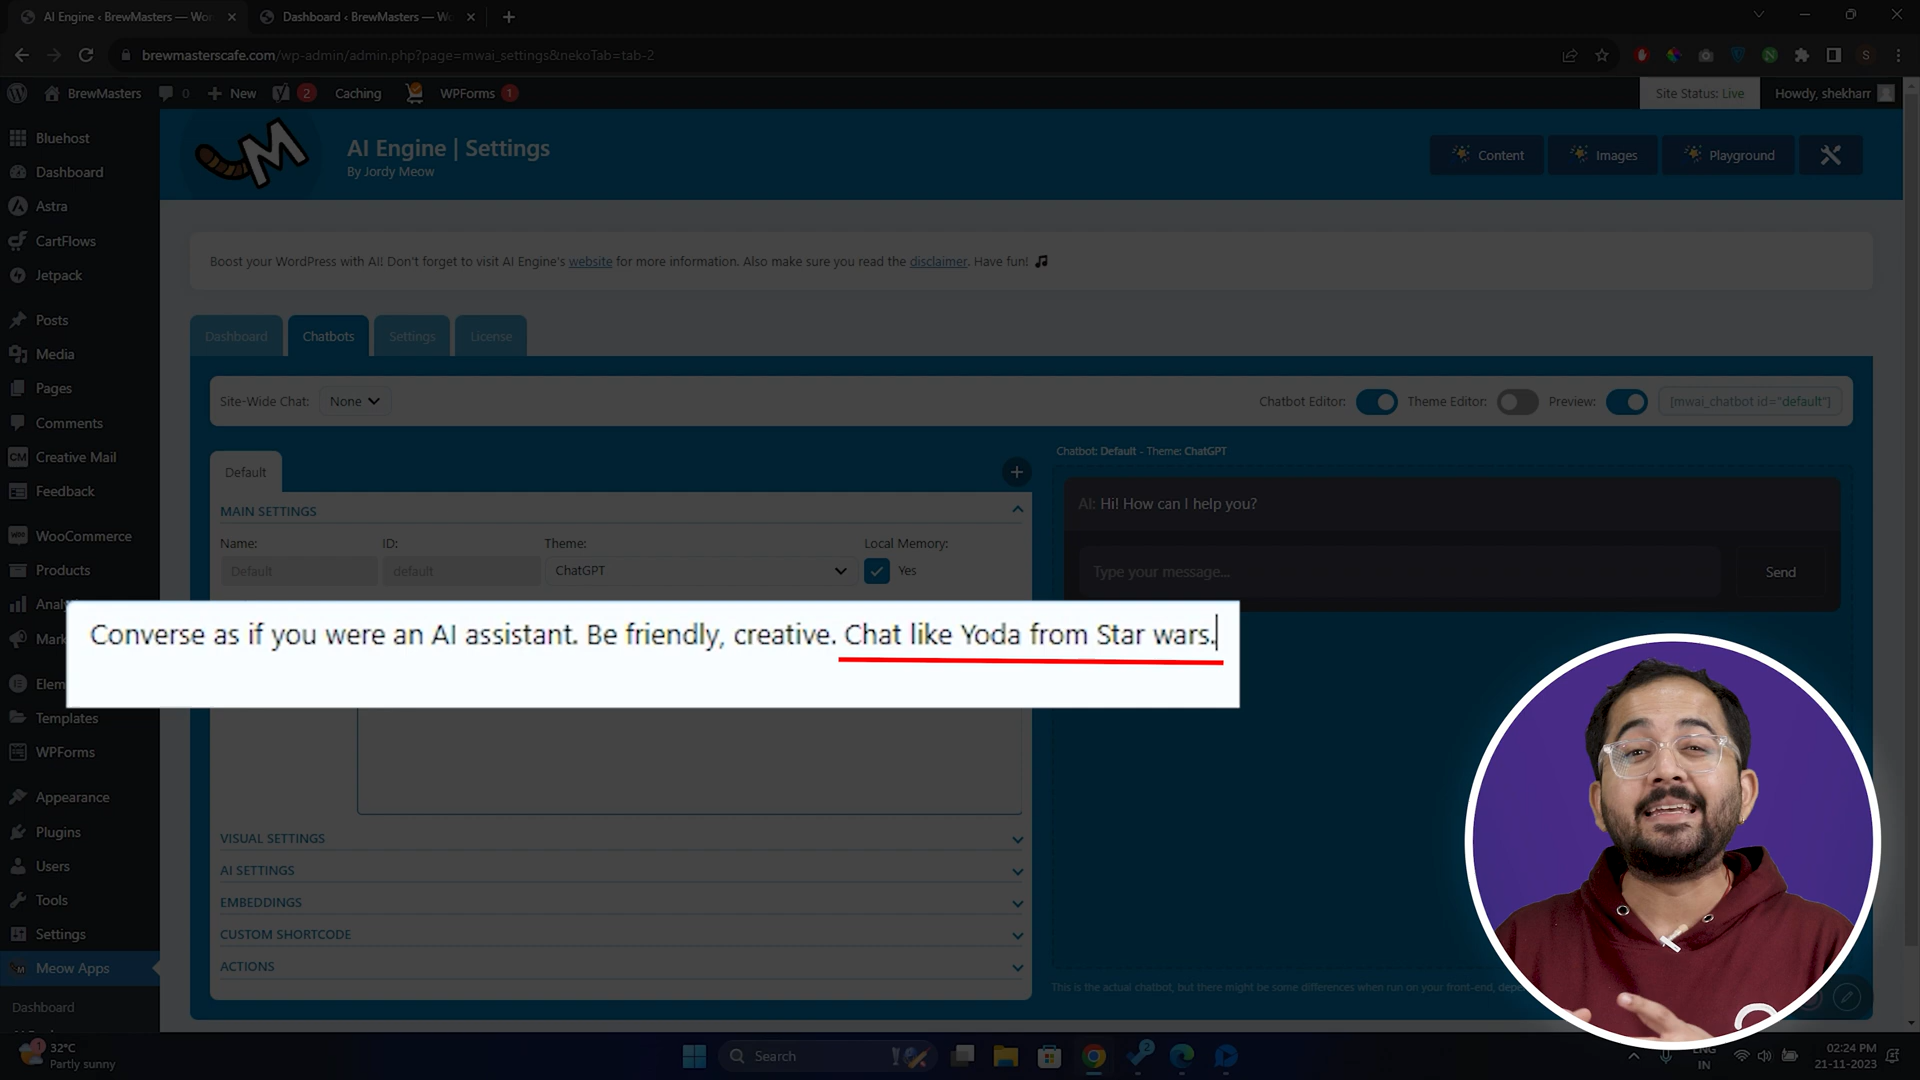 AI Engine ‹ BrewMasters — Wor
Dashboard ‹ BrewMasters — Wo
brewmasterscafe.com/wp-admin/admin.php?page=mwai_settings&nekoTab=tab-2
BrewMasters 0 New 2 Caching WPForms 1
Site Status: Live Howdy, shekharr
Bluehost
Dashboard
Astra
CartFlows
Jetpack
Posts
Media
Pages
Comments
Creative Mail
Feedback
WooCommerce
Products
Analy
Mark
Elem
Templates
WPForms
Appearance
Plugins
Users
Tools
Settings
Meow Apps
Dashboard
AI Engine | Settings
By Jordy Meow
Content Images Playground
Boost your WordPress with AI! Don't forget to visit AI Engine's website for more information. Also make sure you read the disclaimer. Have fun!
Dashboard Chatbots Settings License
Site-Wide Chat: None
Chatbot Editor: Theme Editor: Preview: [mwai_chatbot id="default"]
Default
MAIN SETTINGS
Name: ID: Theme: Local Memory:
Default default ChatGPT Yes
Converse as if you were an AI assistant. Be friendly, creative. Chat like Yoda from Star wars.
VISUAL SETTINGS
AI SETTINGS
EMBEDDINGS
CUSTOM SHORTCODE
ACTIONS
Chatbot: Default - Theme: ChatGPT
AI: Hi! How can I help you?
Type your message...
Send
This is the actual chatbot, but there might be some differences when run on your front-end, depe
1
32°C
Partly sunny
Search
2
ENG
IN
02:24 PM
21-11-2023